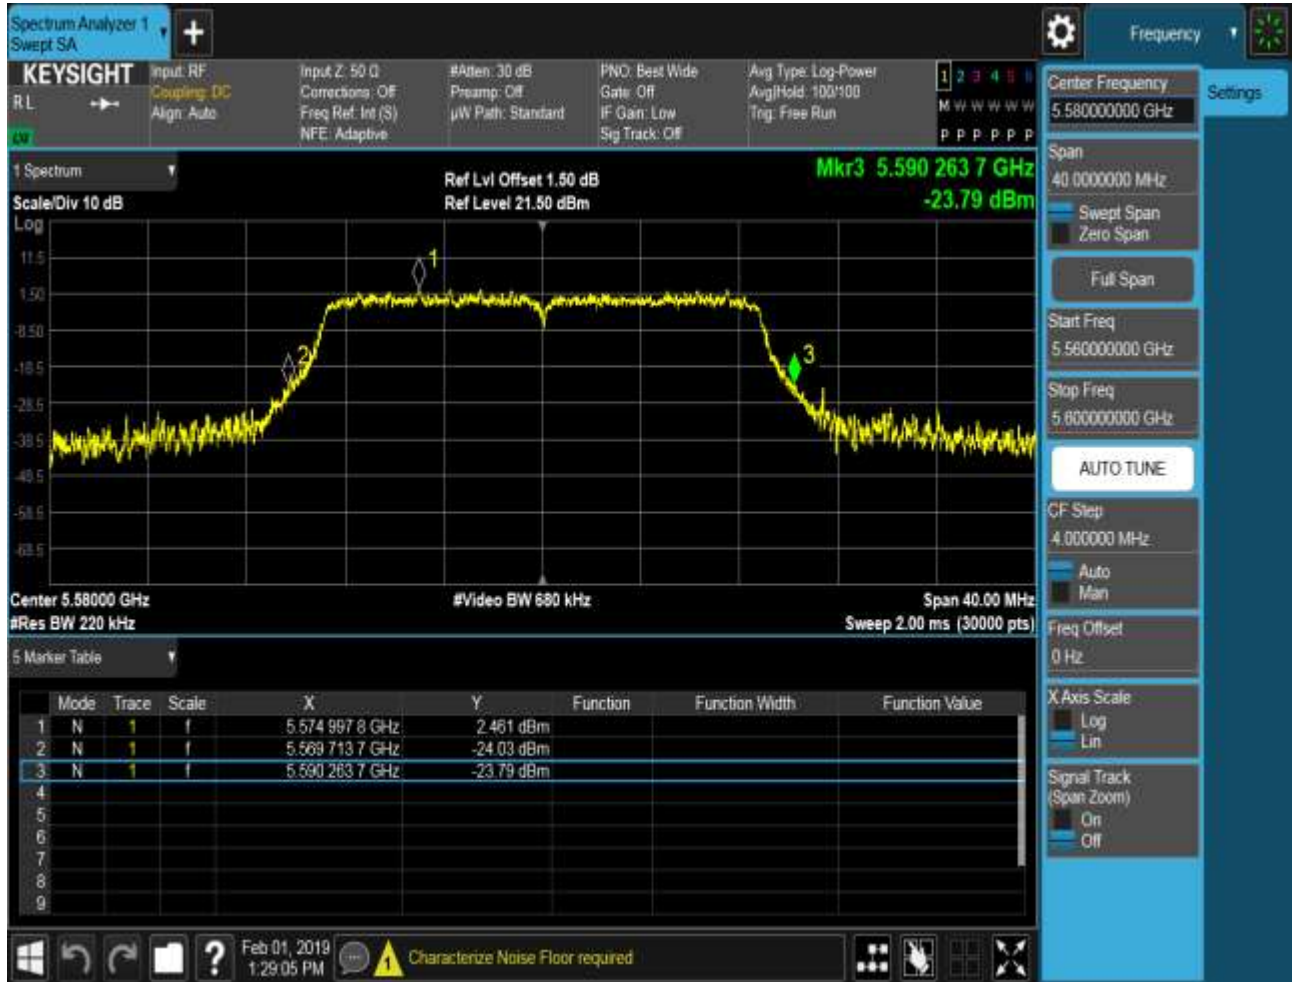 Spectrum Analyzer 1
Swept SA
+
Frequency
KEYSIGHT
RL
Input: RF
Coupling: DC
Align: Auto
Input Z: 50 Ω
Corrections: Off
Freq Ref: Int (S)
NFE: Adaptive
#Atten: 30 dB
Preamp: Off
µW Path: Standard
PNO: Best Wide
Gate: Off
IF Gain: Low
Sig Track: Off
Avg Type: Log-Power
Avg|Hold: 100/100
Trig: Free Run
1 2 3 4 5 6
M W W W W W
P P P P P P
1 Spectrum
Scale/Div 10 dB
Ref Lvl Offset 1.50 dB
Ref Level 21.50 dBm
Mkr3 5.590 263 7 GHz
-23.79 dBm
Log
11.5
1.50
-8.50
-18.5
-28.5
-38.5
-48.5
-58.5
-68.5
1
2
3
Center 5.58000 GHz
#Res BW 220 kHz
#Video BW 680 kHz
Span 40.00 MHz
Sweep 2.00 ms (30000 pts)
5 Marker Table
Mode Trace Scale X Y Function Function Width Function Value
1 N 1 f 5.574 997 8 GHz 2.461 dBm
2 N 1 f 5.569 713 7 GHz -24.03 dBm
3 N 1 f 5.590 263 7 GHz -23.79 dBm
4
5
6
7
8
9
Center Frequency
5.580000000 GHz
Settings
Span
40.0000000 MHz
Swept Span
Zero Span
Full Span
Start Freq
5.560000000 GHz
Stop Freq
5.600000000 GHz
AUTO TUNE
CF Step
4.000000 MHz
Auto
Man
Freq Offset
0 Hz
X Axis Scale
Log
Lin
Signal Track
(Span Zoom)
On
Off
?
Feb 01, 2019
1:29:05 PM
1
Characterize Noise Floor required